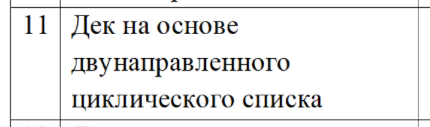 11 Дек на основе
двунаправленного
циклического списка